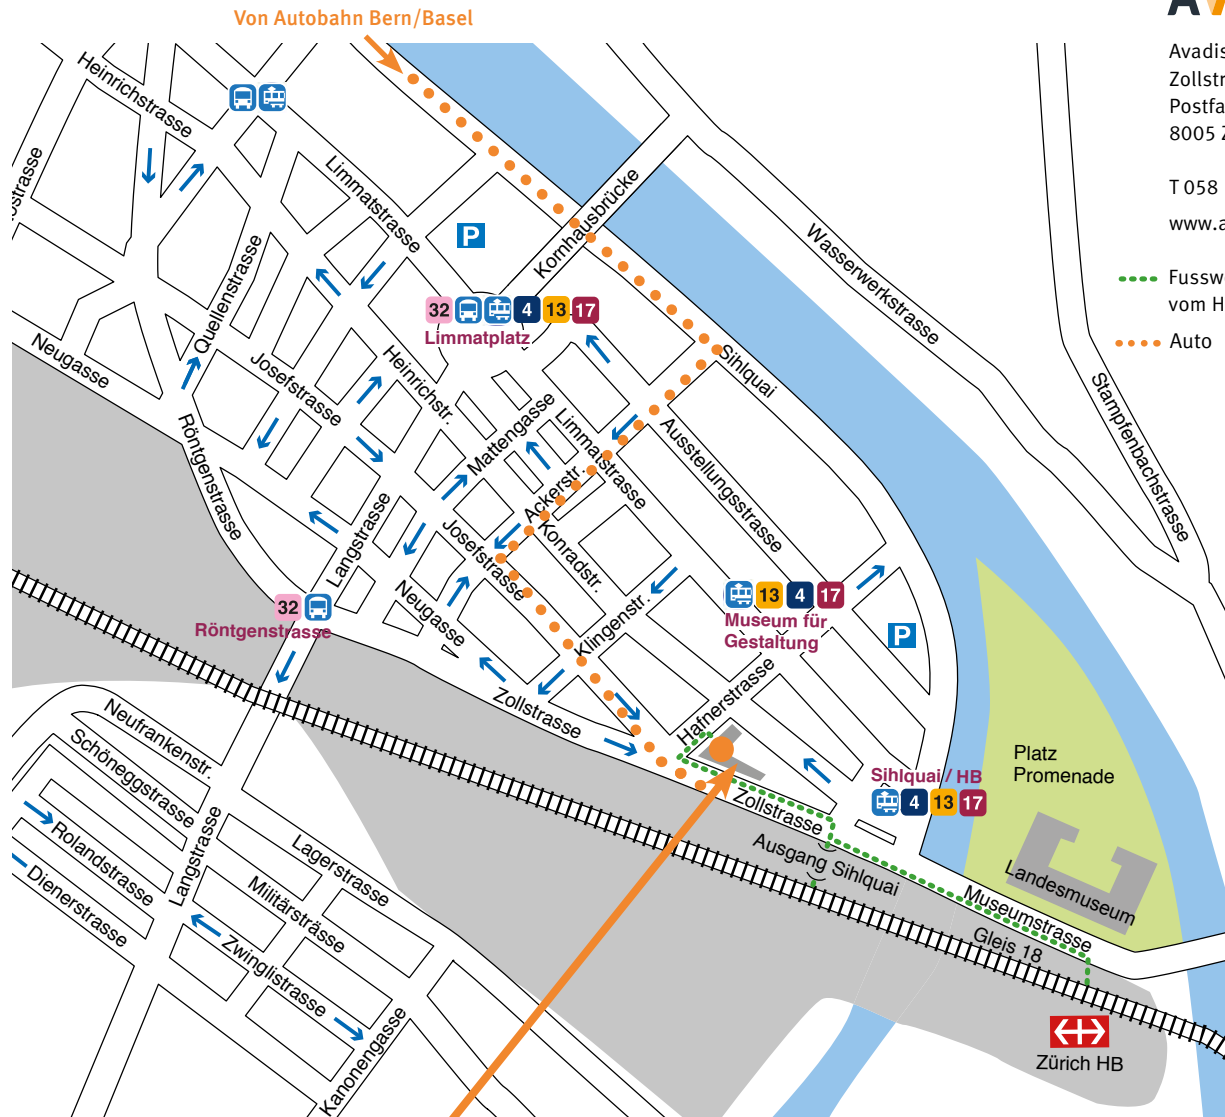 Von Autobahn Bern/Basel
Avadis
Zollstr
Postfa
8005 Z
T 058
www.a
Fussw
vom H
Auto
Heinrichstrasse
Limmatstrasse
Kornhausbrücke
P
Wasserwerkstrasse
Quellenstrasse
32 4 13 17
Limmatplatz
Neugasse
Josefstrasse
Heinrichstr.
Sihlquai
Stampfenbachstrasse
Röntgenstrasse
Mattengasse
Limmatstrasse
Ausstellungsstrasse
Ackerstr.
Langstrasse
Josefstrasse
Konradstr.
Neugasse
Klingenstr.
13 4 17
Museum für
Gestaltung
P
32
Röntgenstrasse
Zollstrasse
Hafnerstrasse
Neufrankenstr.
Schöneggstrasse
Rolandstrasse
Dienerstrasse
Langstrasse
Lagerstrasse
Militärstrasse
Zwinglistrasse
Kanonengasse
Zollstrasse
Ausgang Sihlquai
Sihlquai / HB
4 13 17
Platz
Promenade
Landesmuseum
Museumstrasse
Gleis 18
Zürich HB